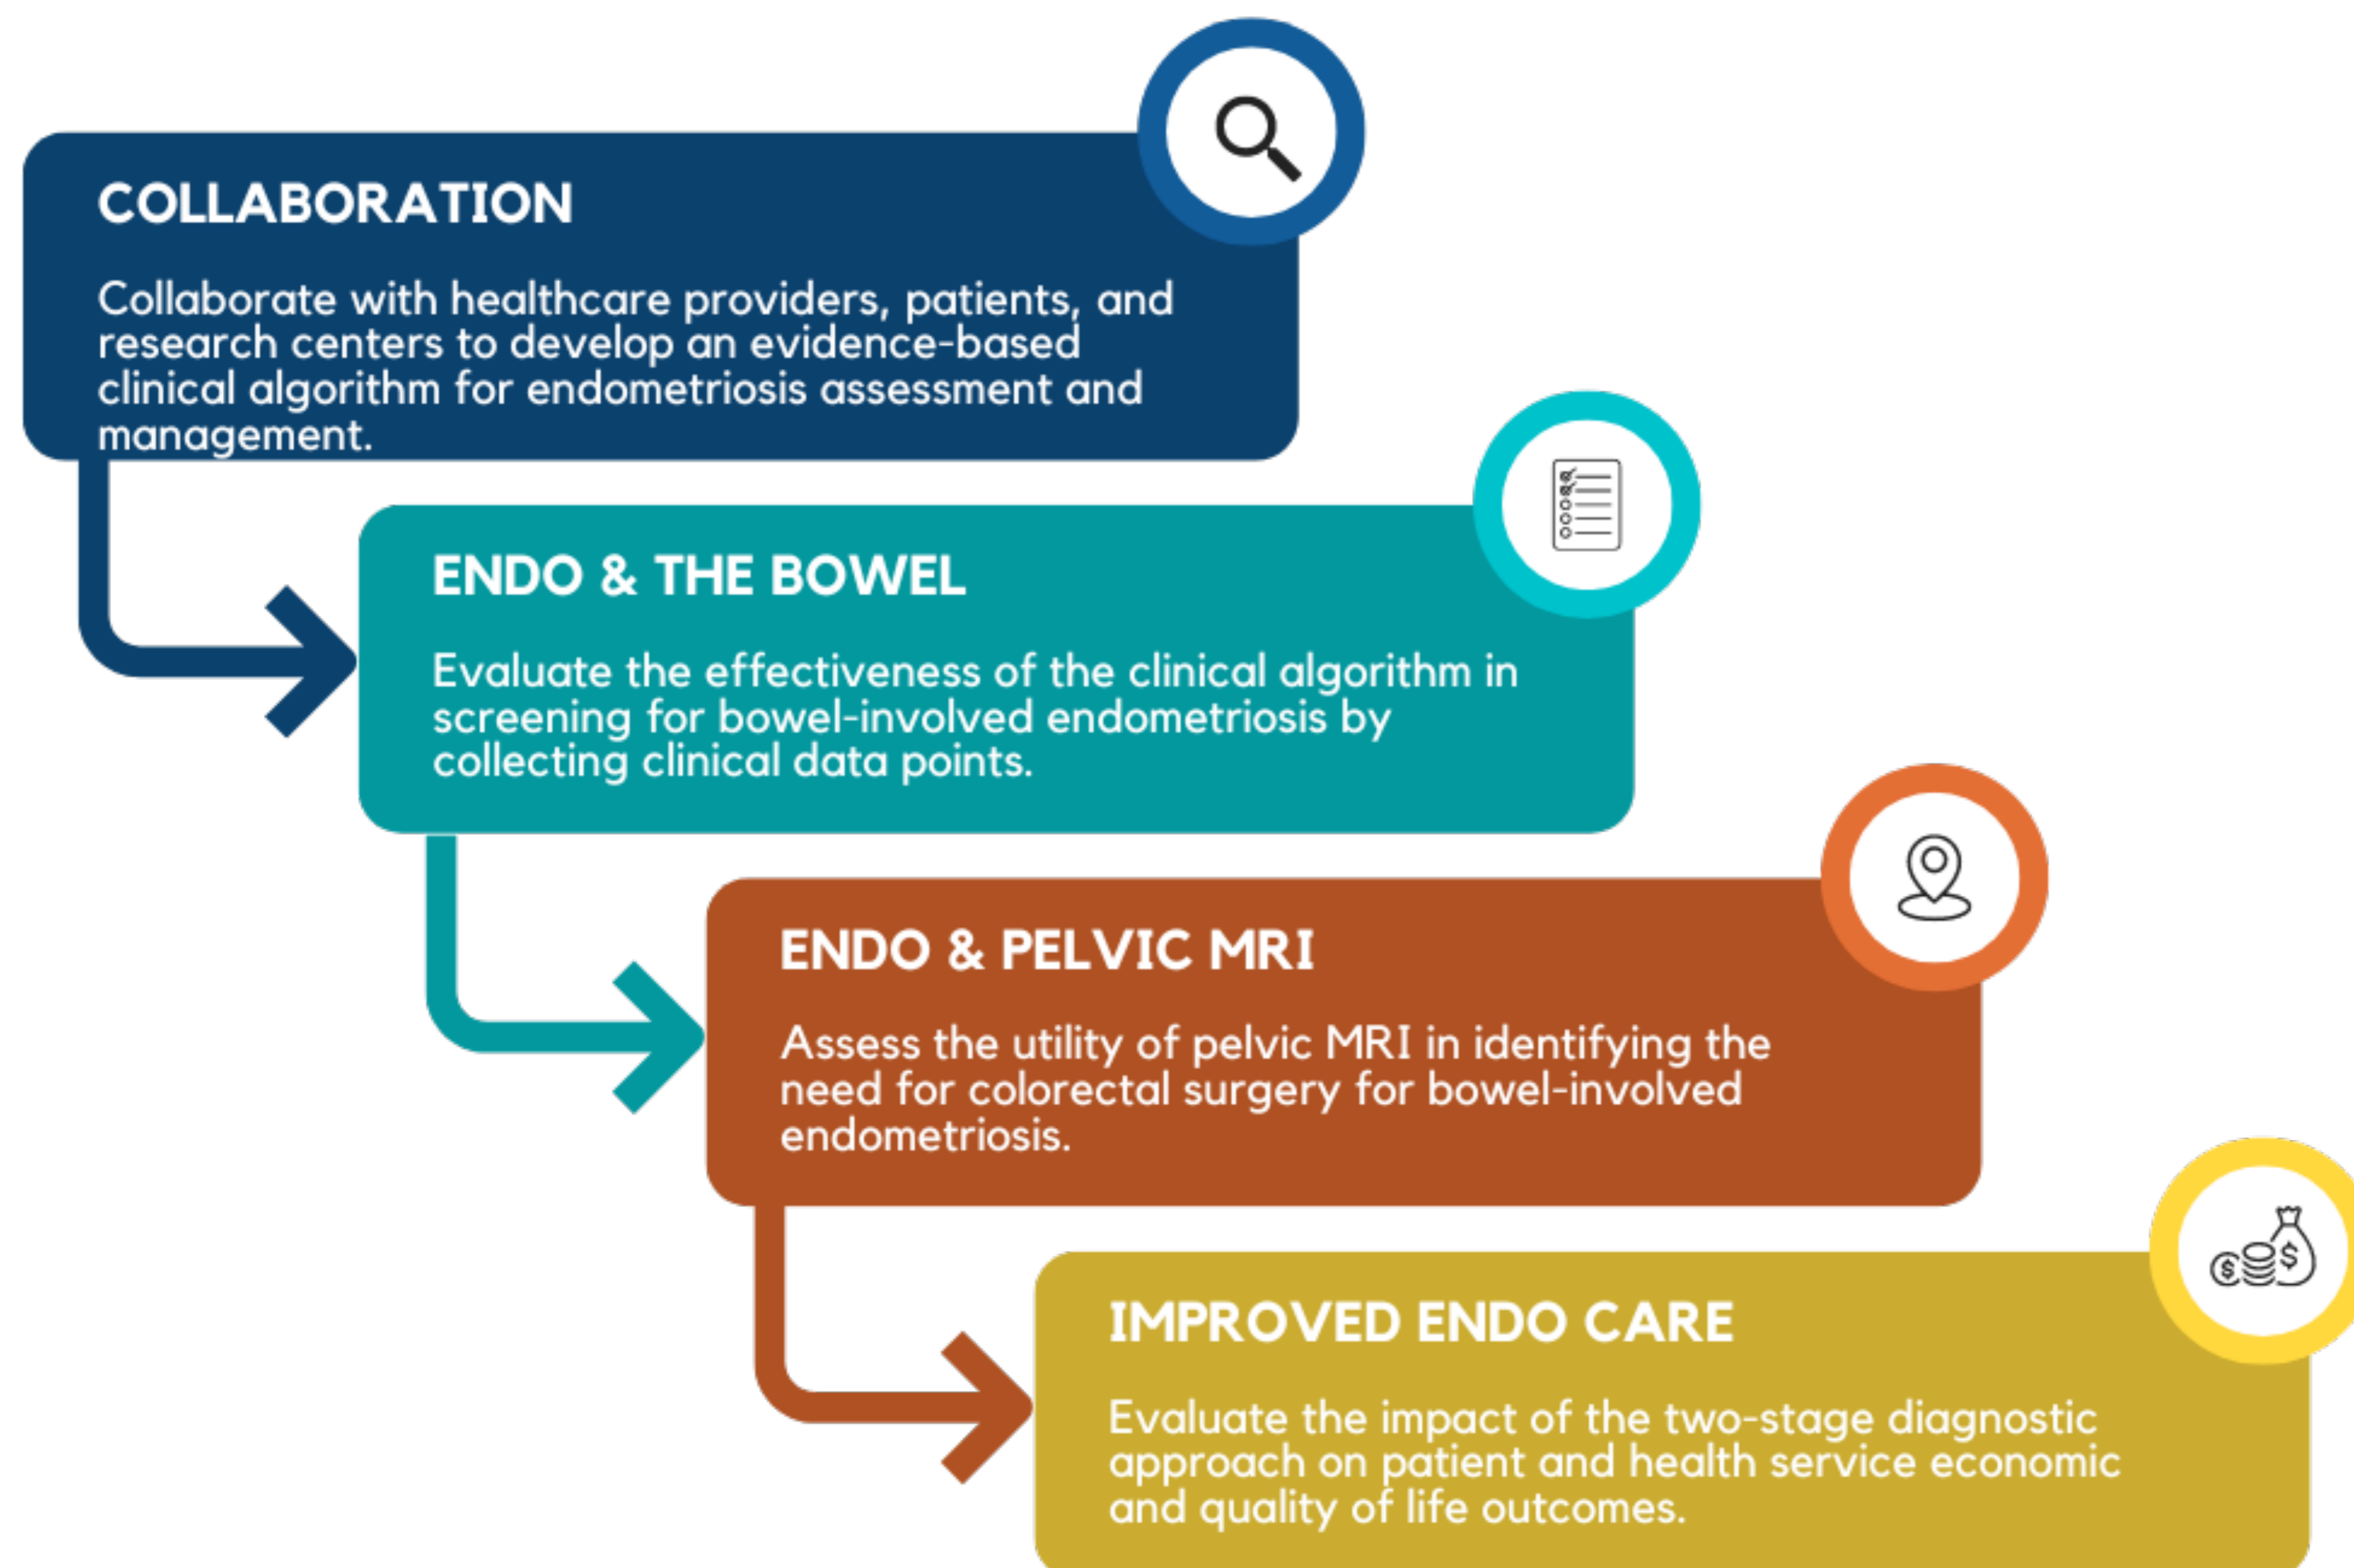 COLLABORATION
Collaborate with healthcare providers, patients, and
research centers to develop an evidence-based
clinical algorithm for endometriosis assessment and
management.
ENDO & THE BOWEL
Evaluate the effectiveness of the clinical algorithm in
screening for bowel-involved endometriosis by
collecting clinical data points.
ENDO & PELVIC MRI
Assess the utility of pelvic MRI in identifying the
need for colorectal surgery for bowel-involved
endometriosis.
$ $
IMPROVED ENDO CARE
Evaluate the impact of the two-stage diagnostic
approach on patient and health service economic
and quality of life outcomes.